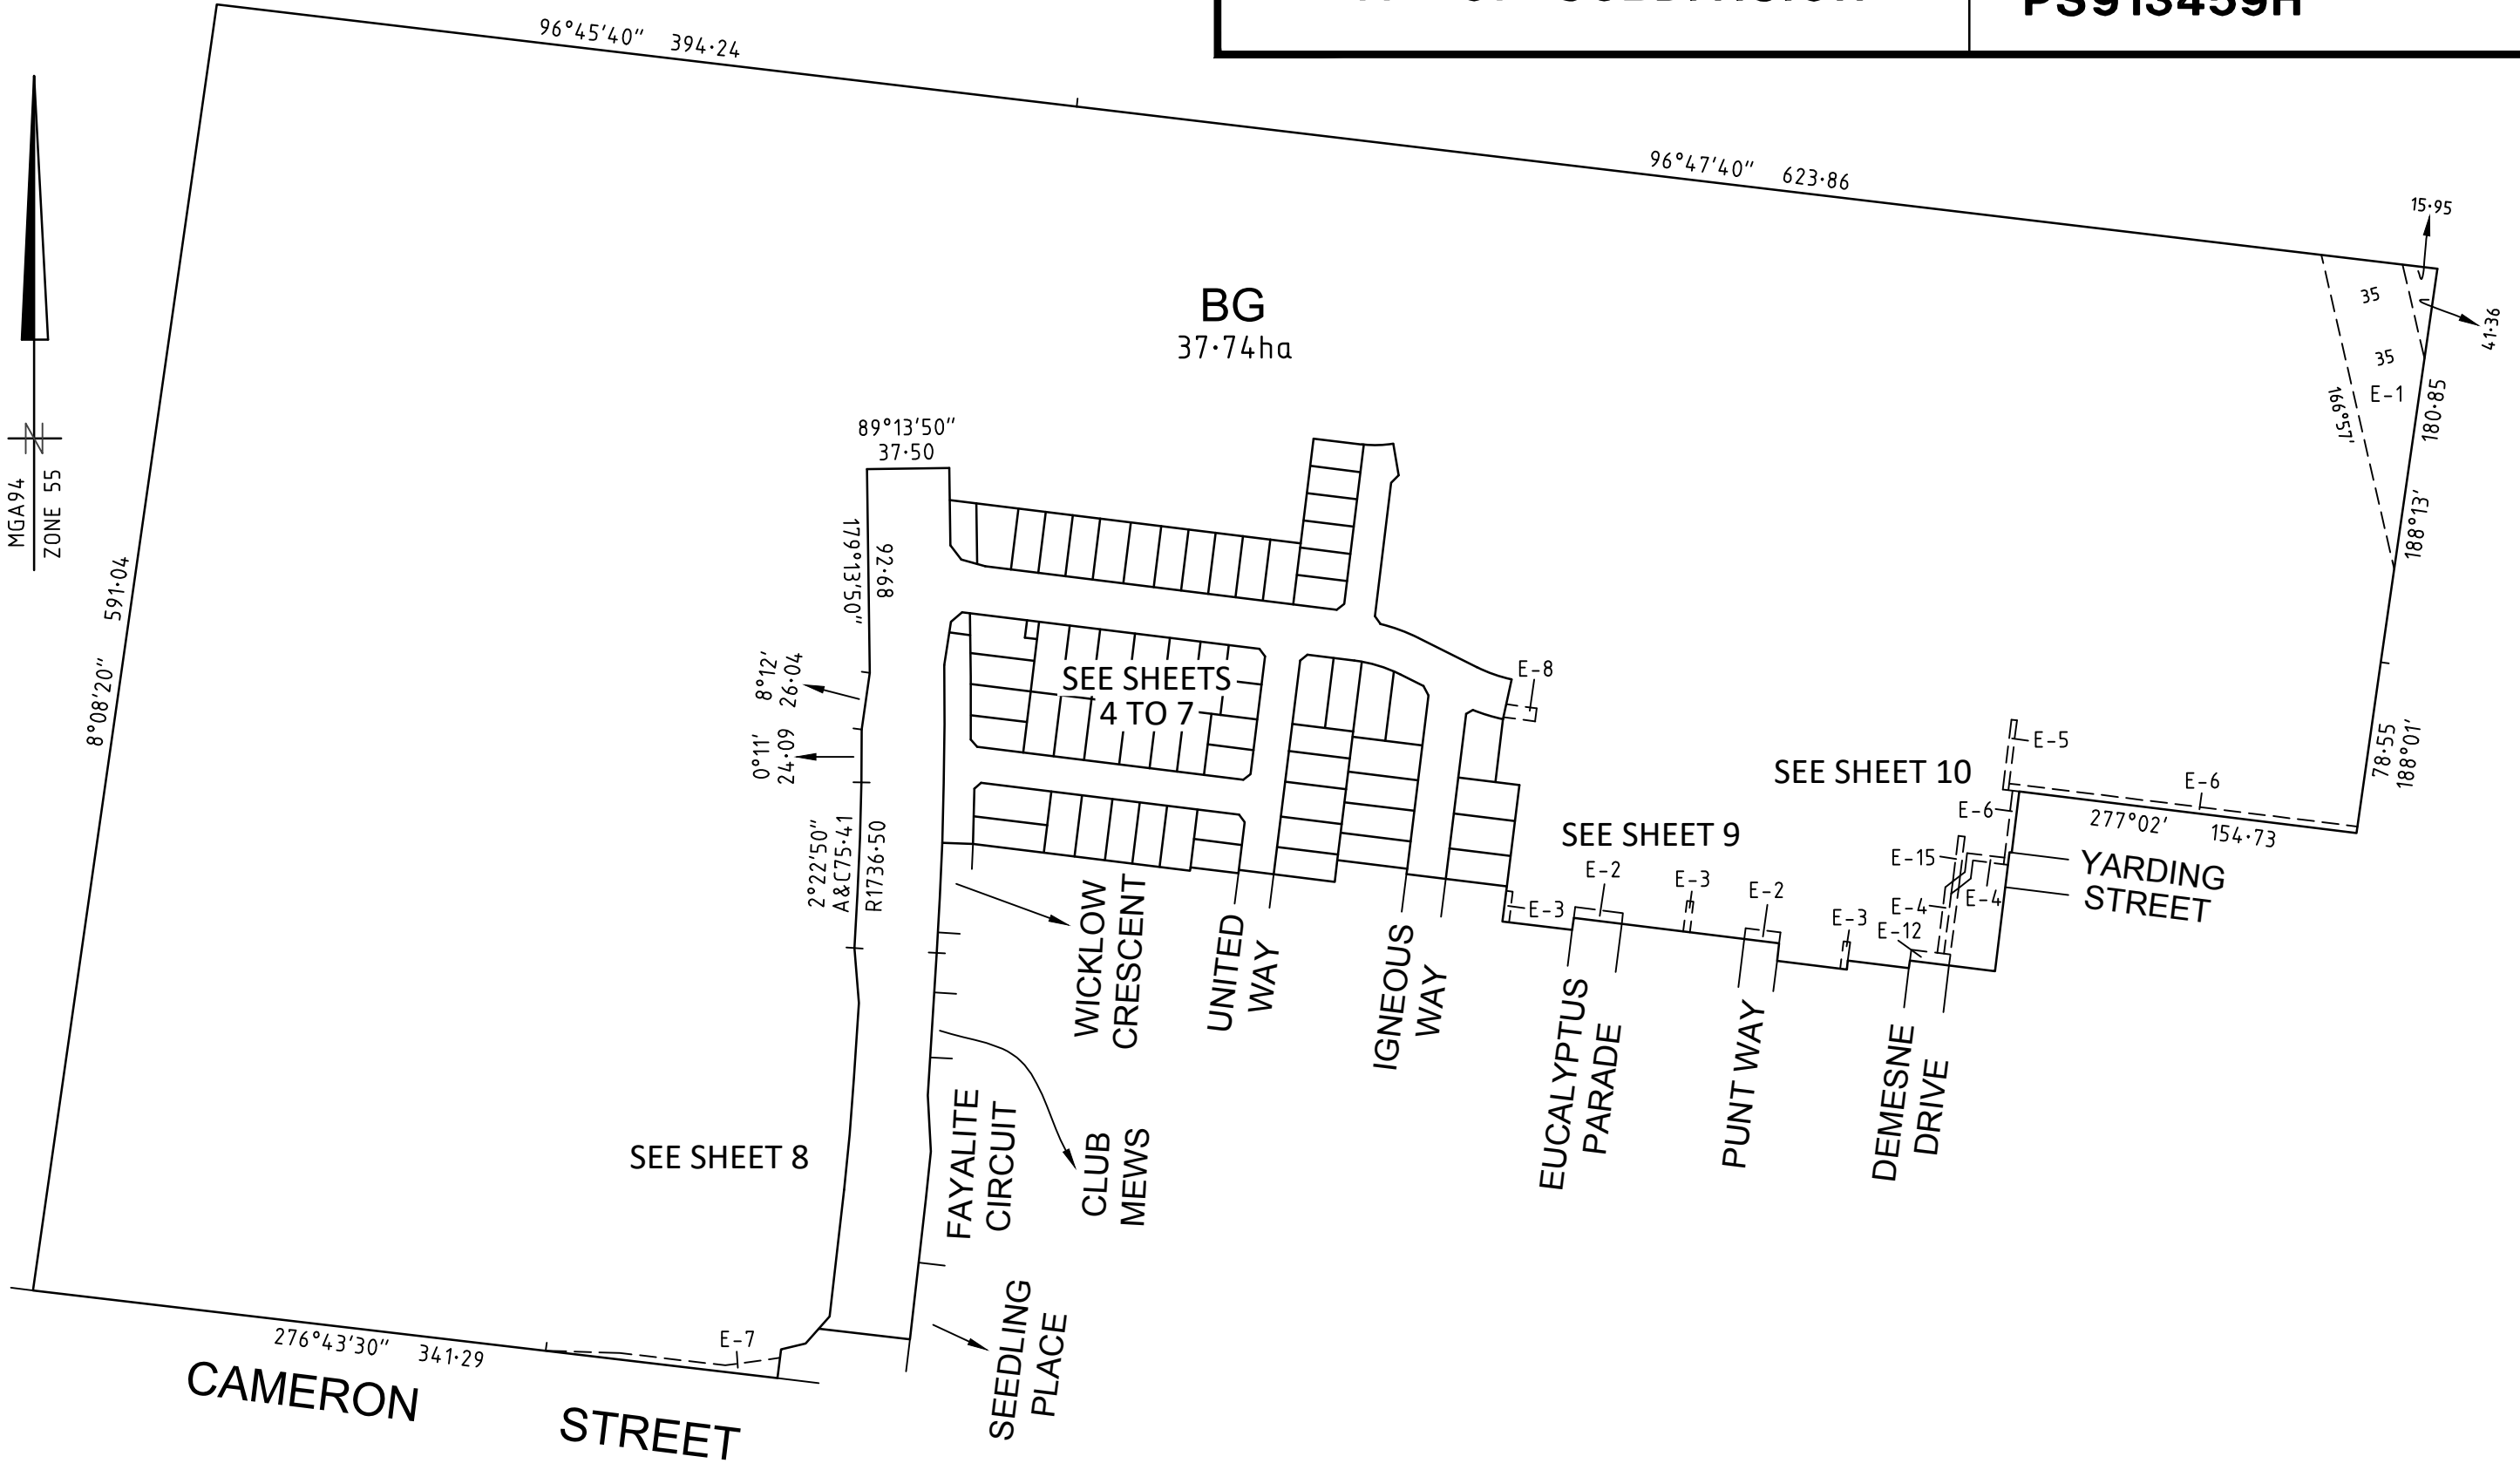 PS913459H
96°45'40" 394·24
96°47'40" 623·86
15·95
35
41·36
35
E-1
166°57'
180·85
188°13'
BG
37·74ha
MGA94
ZONE 55
N
89°13'50"
37·50
179°13'50"
92·68
591·04
8°08'20"
8°12'
26·04
0°11'
24·09
2°22'50"
A&C75·41
R1736·50
SEE SHEETS
4 TO 7
E-8
E-5
78·55
188°01'
SEE SHEET 10
E-6
E-6
277°02' 154·73
SEE SHEET 9
E-2
E-3
E-2
E-3
E-3
E-15
E-4
E-4
E-12
YARDING
STREET
WICKLOW
CRESCENT
UNITED
WAY
IGNEOUS
WAY
EUCALYPTUS
PARADE
PUNT WAY
DEMESNE
DRIVE
SEE SHEET 8
FAYALITE
CIRCUIT
CLUB
MEWS
SEEDLING
PLACE
E-7
276°43'30" 341·29
CAMERON STREET